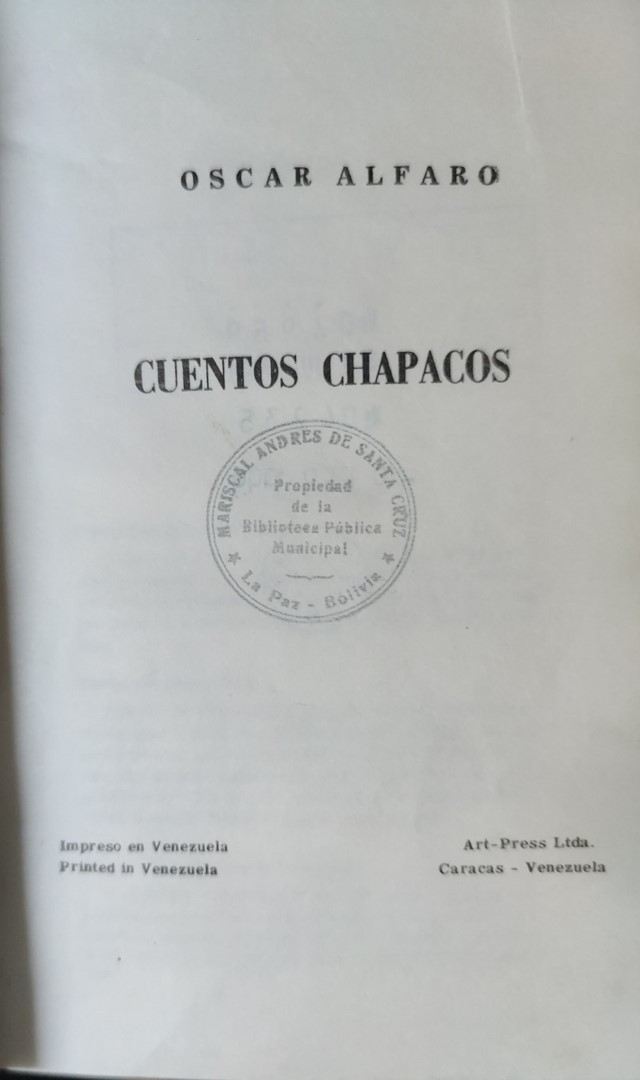 OSCAR ALFARO
CUENTOS CHAPACOS
MARISCAL ANDRES DE SANTA CRUZ
Propiedad
de la
Biblioteca Pública
Municipal
La Paz - Bolivia
Impreso en Venezuela
Printed in Venezuela
Art-Press Ltda.
Caracas - Venezuela